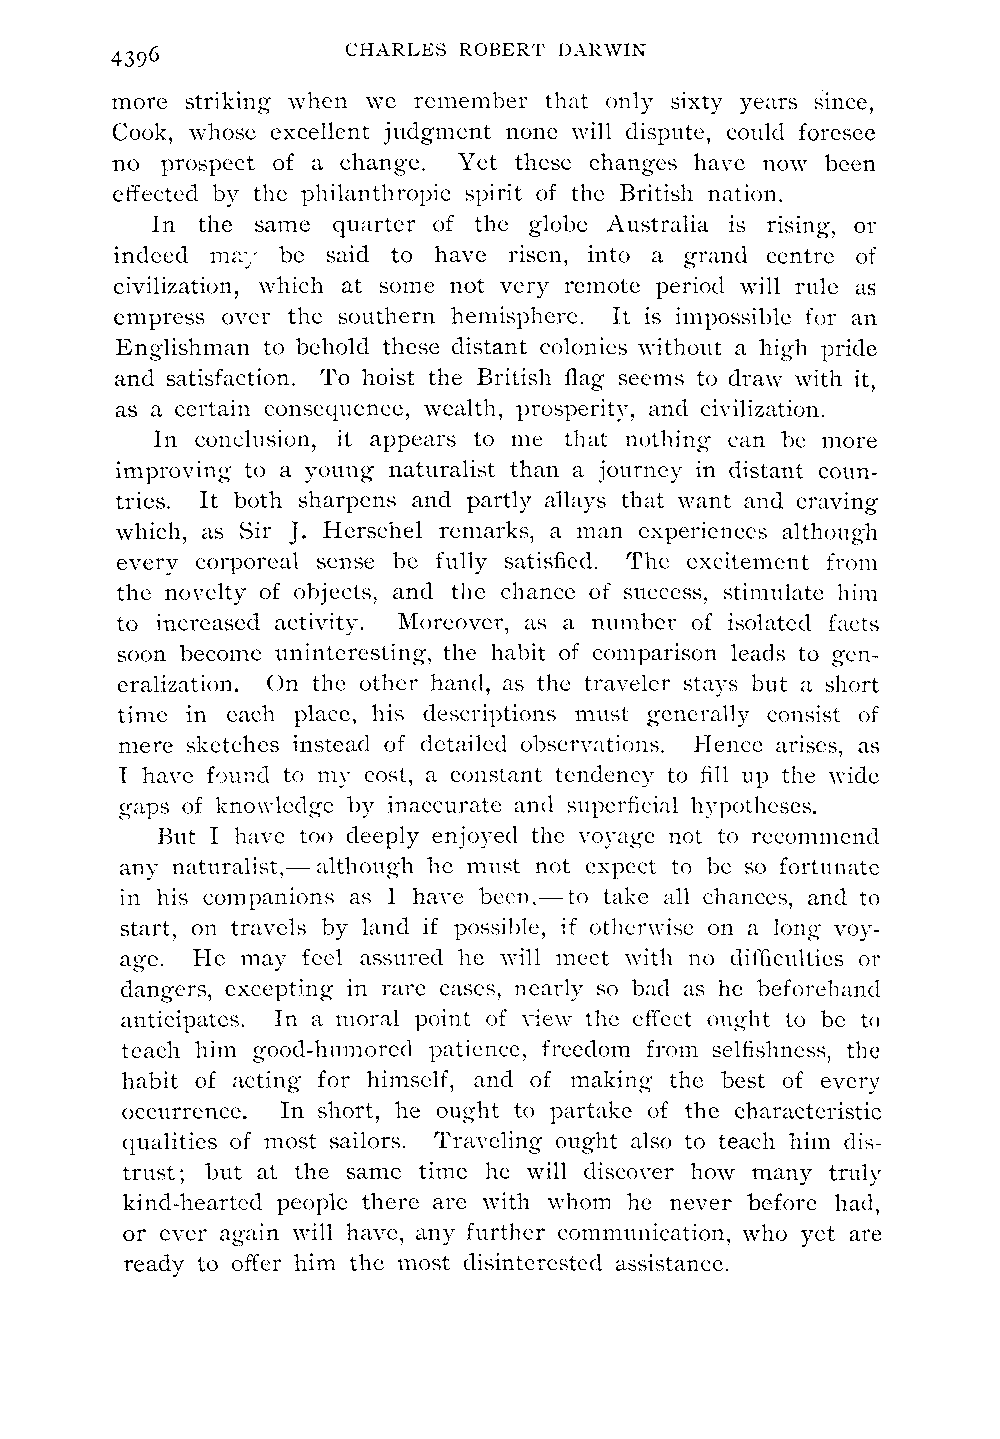 4396 CHARLES ROBERT DARWIN
more striking when we remember that only sixty years since,
Cook, whose excellent judgment none will dispute, could foresee
no prospect of a change. Yet these changes have now been
effected by the philanthropic spirit of the British nation.
In the same quarter of the globe Australia is rising, or
indeed may be said to have risen, into a grand centre of
civilization, which at some not very remote period will rule as
empress over the southern hemisphere. It is impossible for an
Englishman to behold these distant colonies without a high pride
and satisfaction. To hoist the British flag seems to draw with it,
as a certain consequence, wealth, prosperity, and civilization.
In conclusion, it appears to me that nothing can be more
improving to a young naturalist than a journey in distant coun-
tries. It both sharpens and partly allays that want and craving
which, as Sir J. Herschel remarks, a man experiences although
every corporeal sense be fully satisfied. The excitement from
the novelty of objects, and the chance of success, stimulate him
to increased activity. Moreover, as a number of isolated facts
soon become uninteresting, the habit of comparison leads to gen-
eralization. On the other hand, as the traveler stays but a short
time in each place, his descriptions must generally consist of
mere sketches instead of detailed observations. Hence arises, as
I have found to my cost, a constant tendency to fill up the wide
gaps of knowledge by inaccurate and superficial hypotheses.
But I have too deeply enjoyed the voyage not to recommend
any naturalist,—although he must not expect to be so fortunate
in his companions as I have been,—to take all chances, and to
start, on travels by land if possible, if otherwise on a long voy-
age. He may feel assured he will meet with no difficulties or
dangers, excepting in rare cases, nearly so bad as he beforehand
anticipates. In a moral point of view the effect ought to be to
teach him good-humored patience, freedom from selfishness, the
habit of acting for himself, and of making the best of every
occurrence. In short, he ought to partake of the characteristic
qualities of most sailors. Traveling ought also to teach him dis-
trust; but at the same time he will discover how many truly
kind-hearted people there are with whom he never before had,
or ever again will have, any further communication, who yet are
ready to offer him the most disinterested assistance.